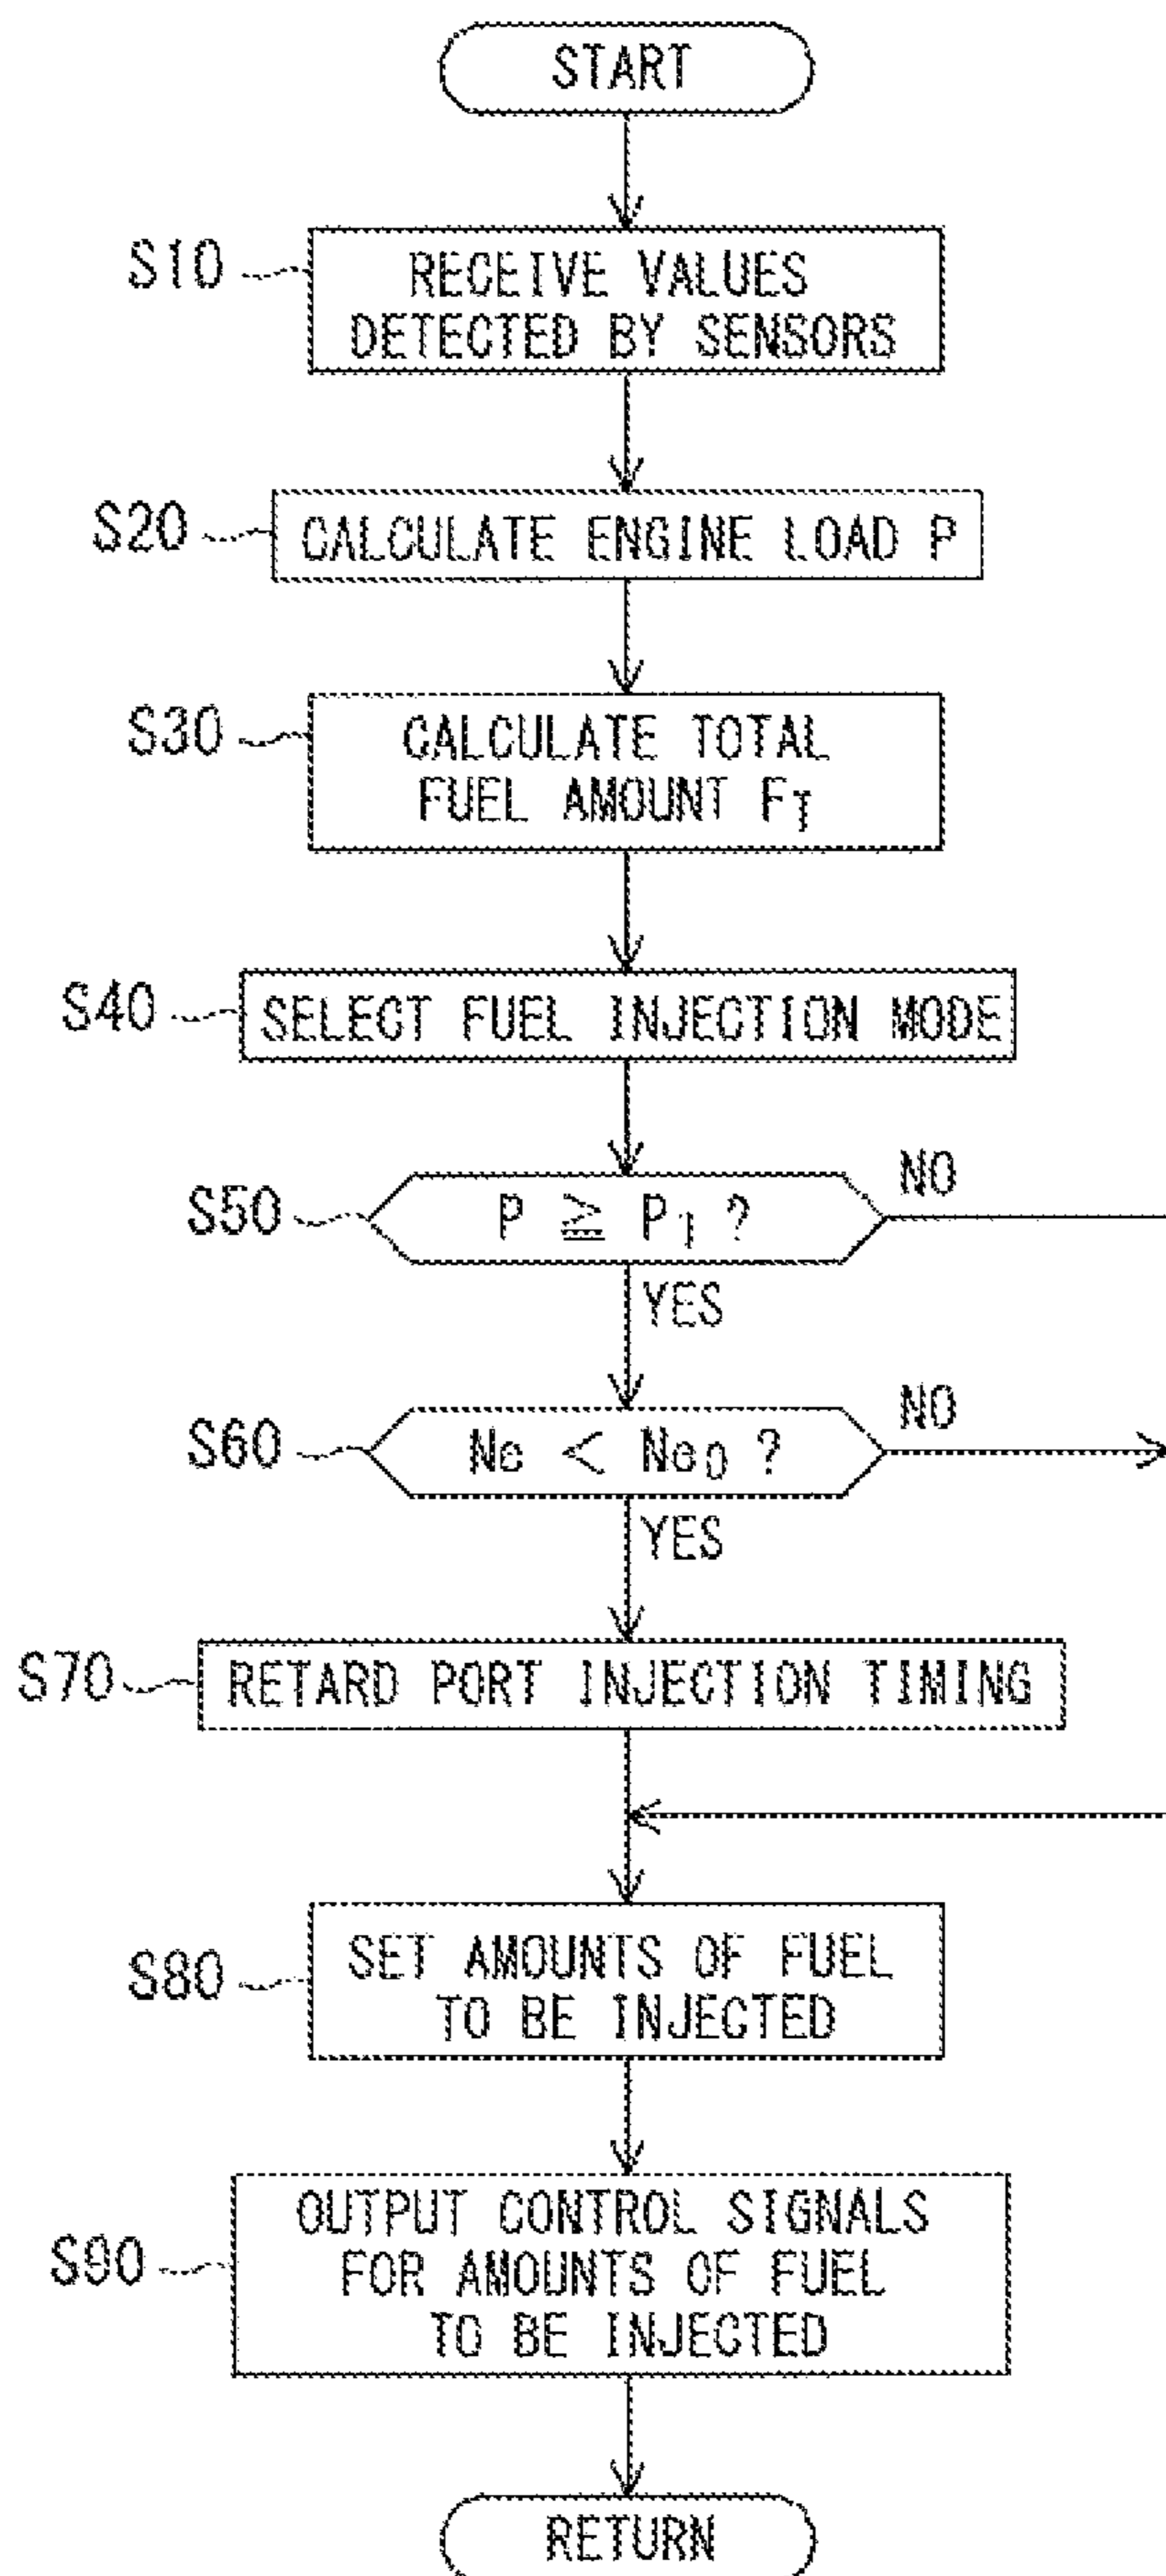 START
S10
RECEIVE VALUES
DETECTED BY SENSORS
S20
CALCULATE ENGINE LOAD P
S30
CALCULATE TOTAL
FUEL AMOUNT FT
S40
SELECT FUEL INJECTION MODE
S50
P ≧ P1 ?
NO
YES
S60
Ne < Ne0 ?
NO
YES
S70
RETARD PORT INJECTION TIMING
S80
SET AMOUNTS OF FUEL
TO BE INJECTED
S90
OUTPUT CONTROL SIGNALS
FOR AMOUNTS OF FUEL
TO BE INJECTED
RETURN